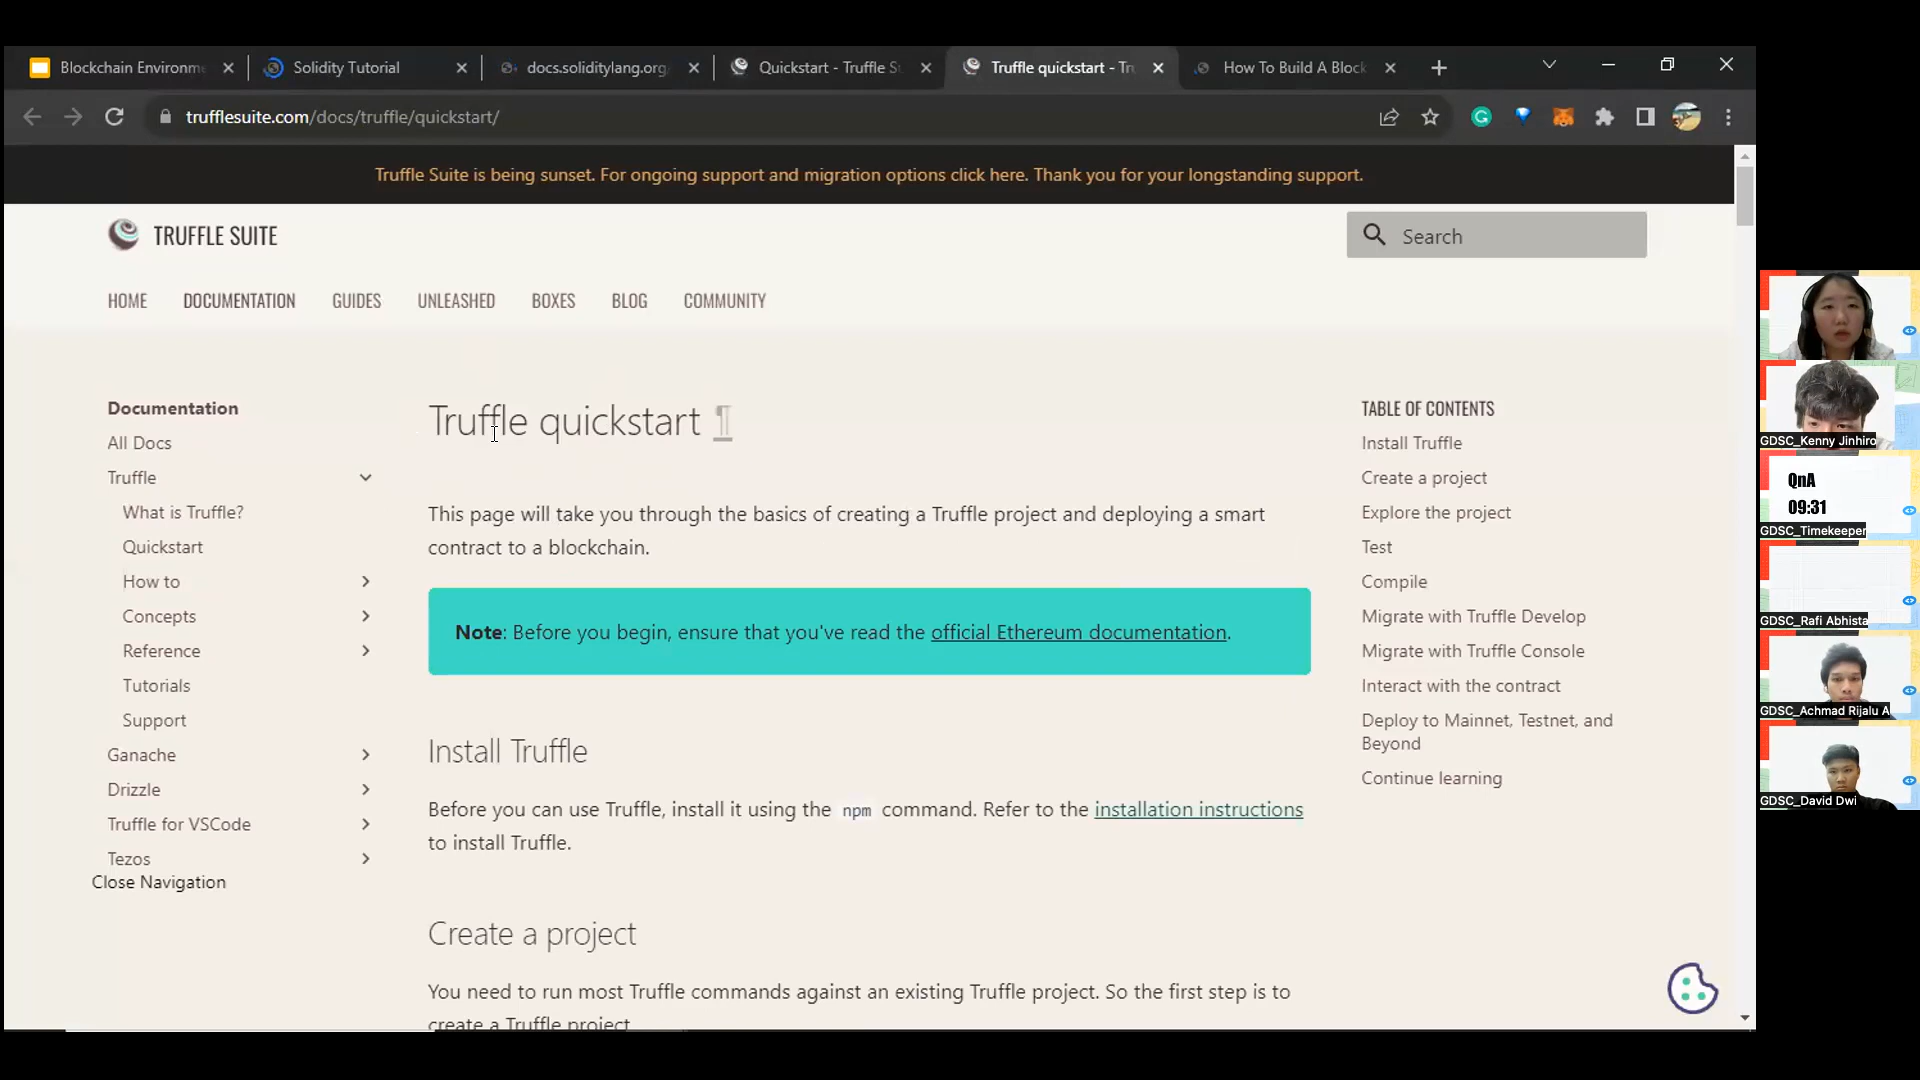 Blockchain Environme
Solidity Tutorial
docs.soliditylang.org
Quickstart - Truffle S
Truffle quickstart - Tr
How To Build A Block
trufflesuite.com/docs/truffle/quickstart/
Truffle Suite is being sunset. For ongoing support and migration options click here. Thank you for your longstanding support.
TRUFFLE SUITE
Search
HOME DOCUMENTATION GUIDES UNLEASHED BOXES BLOG COMMUNITY
Documentation
All Docs
Truffle
What is Truffle?
Quickstart
How to
Concepts
Reference
Tutorials
Support
Ganache
Drizzle
Truffle for VSCode
Tezos
Close Navigation
Truffle quickstart ¶
This page will take you through the basics of creating a Truffle project and deploying a smart
contract to a blockchain.
Note: Before you begin, ensure that you've read the official Ethereum documentation.
Install Truffle
Before you can use Truffle, install it using the npm command. Refer to the installation instructions
to install Truffle.
Create a project
You need to run most Truffle commands against an existing Truffle project. So the first step is to
create a Truffle project
TABLE OF CONTENTS
Install Truffle
Create a project
Explore the project
Test
Compile
Migrate with Truffle Develop
Migrate with Truffle Console
Interact with the contract
Deploy to Mainnet, Testnet, and
Beyond
Continue learning
GDSC_Kenny Jinhiro
QnA
09:31
GDSC_Timekeeper
GDSC_Rafi Abhista
GDSC_Achmad Rijalu A
GDSC_David Dwi